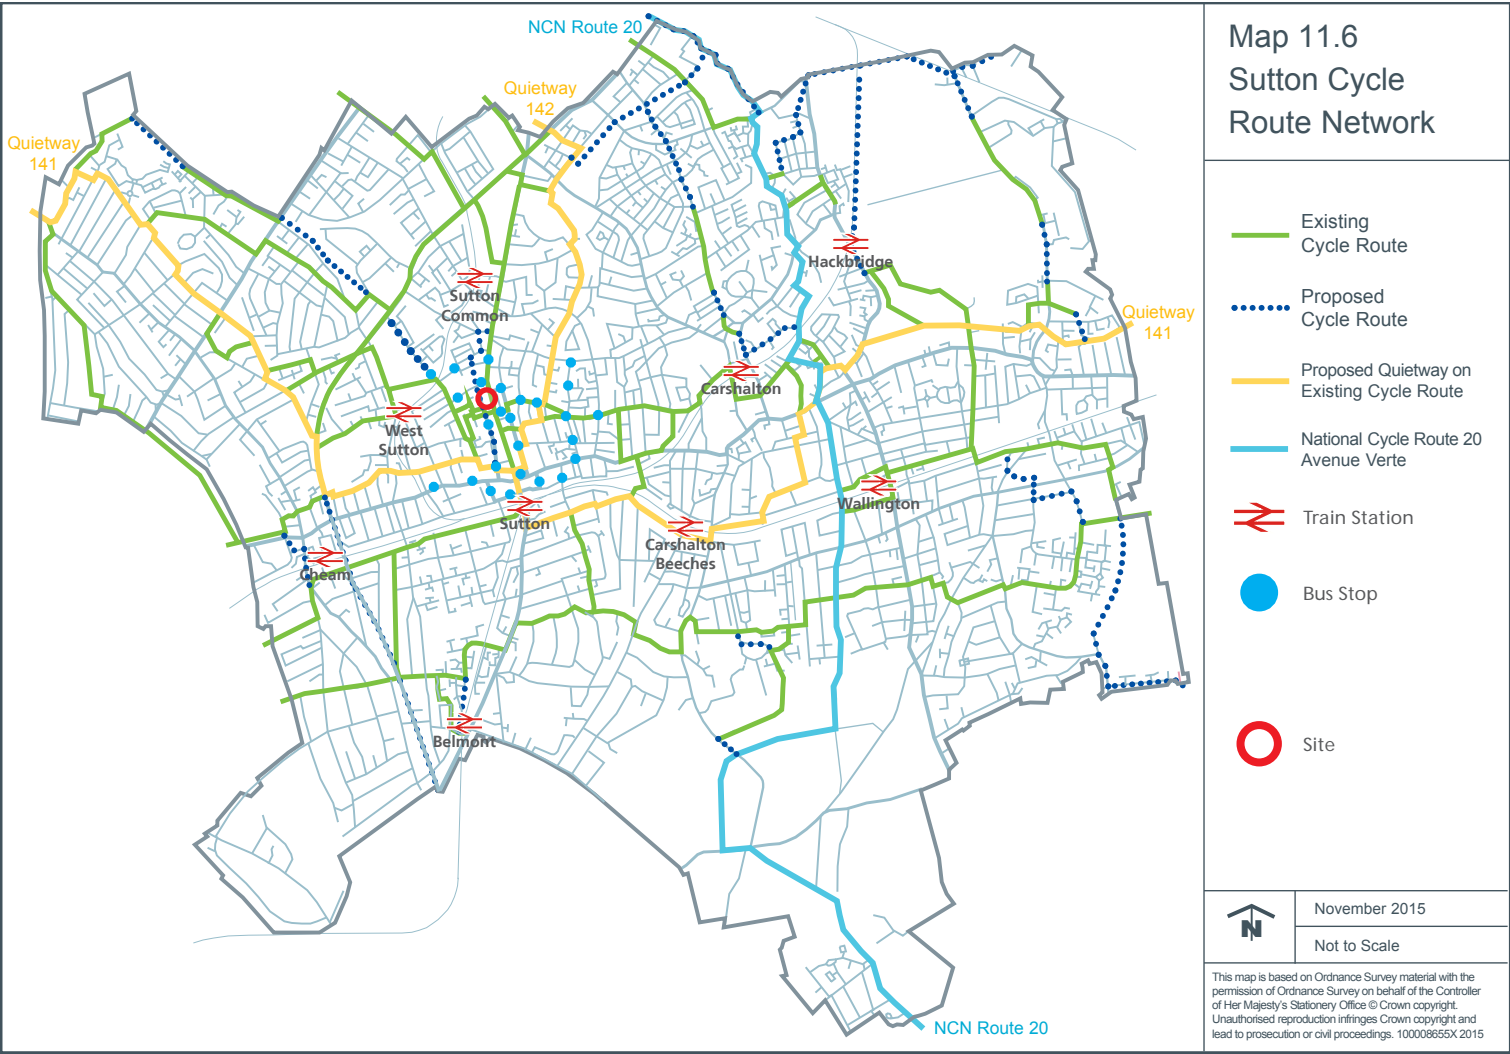 Map 11.6
Sutton Cycle
Route Network
NCN Route 20
Quietway
142
Quietway
141
Hackbridge
Sutton
Common
Quietway
141
Carshalton
West
Sutton
Wallington
Sutton
Carshalton
Beeches
Cheam
Belmont
NCN Route 20
Existing
Cycle Route
Proposed
Cycle Route
Proposed Quietway on
Existing Cycle Route
National Cycle Route 20
Avenue Verte
Train Station
Bus Stop
Site
N
November 2015
Not to Scale
This map is based on Ordnance Survey material with the
permission of Ordnance Survey on behalf of the Controller
of Her Majesty's Stationery Office © Crown copyright.
Unauthorised reproduction infringes Crown copyright and
lead to prosecution or civil proceedings. 100008655X 2015